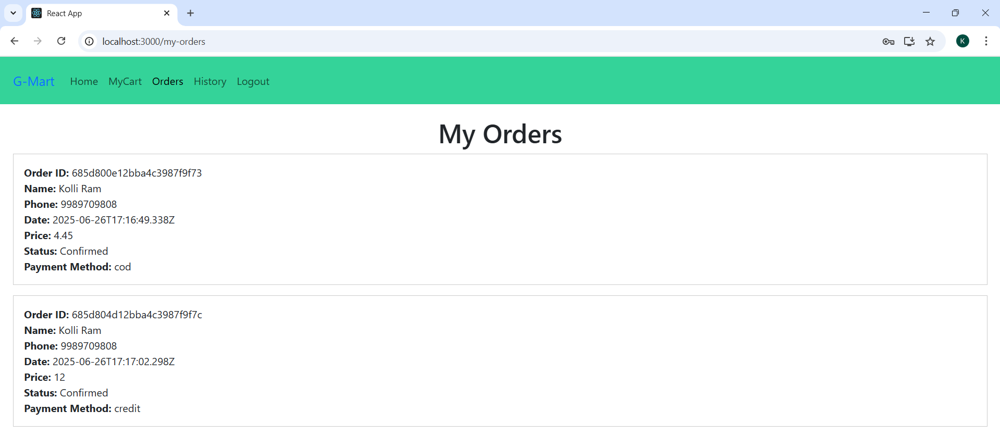 React App
localhost:3000/my-orders
K
G-Mart Home MyCart Orders History Logout
My Orders
Order ID: 685d800e12bba4c3987f9f73
Name: Kolli Ram
Phone: 9989709808
Date: 2025-06-26T17:16:49.338Z
Price: 4.45
Status: Confirmed
Payment Method: cod
Order ID: 685d804d12bba4c3987f9f7c
Name: Kolli Ram
Phone: 9989709808
Date: 2025-06-26T17:17:02.298Z
Price: 12
Status: Confirmed
Payment Method: credit